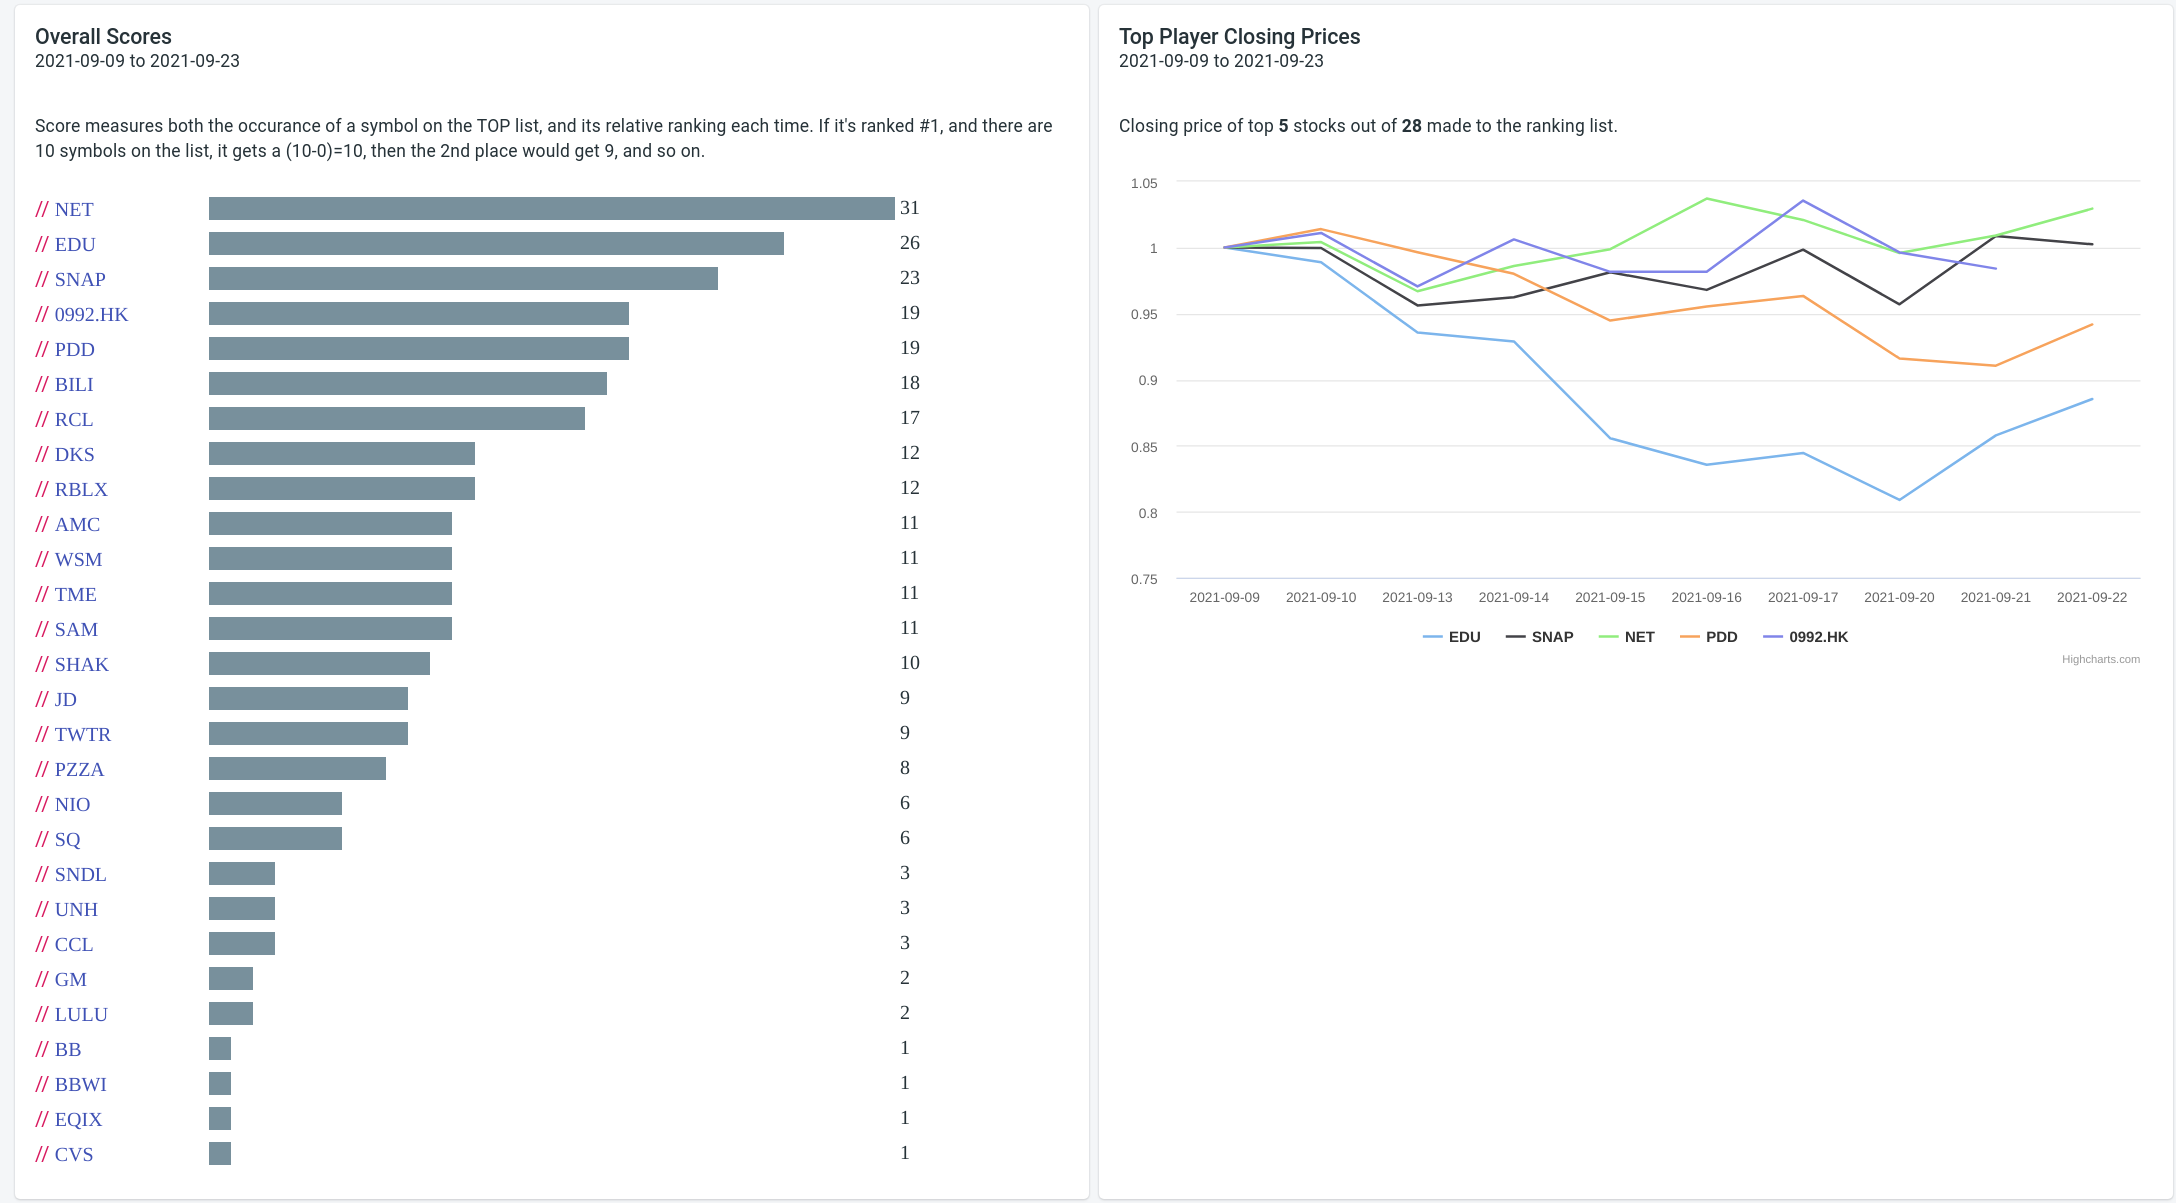 Overall Scores
2021-09-09 to 2021-09-23
Score measures both the occurance of a symbol on the TOP list, and its relative ranking each time. If it's ranked #1, and there are
10 symbols on the list, it gets a (10-0)=10, then the 2nd place would get 9, and so on.
// NET 31
// EDU 26
// SNAP 23
// 0992.HK 19
// PDD 19
// BILI 18
// RCL 17
// DKS 12
// RBLX 12
// AMC 11
// WSM 11
// TME 11
// SAM 11
// SHAK 10
// JD 9
// TWTR 9
// PZZA 8
// NIO 6
// SQ 6
// SNDL 3
// UNH 3
// CCL 3
// GM 2
// LULU 2
// BB 1
// BBWI 1
// EQIX 1
// CVS 1
Top Player Closing Prices
2021-09-09 to 2021-09-23
Closing price of top 5 stocks out of 28 made to the ranking list.
1.05
1
0.95
0.9
0.85
0.8
0.75
2021-09-09 2021-09-10 2021-09-13 2021-09-14 2021-09-15 2021-09-16 2021-09-17 2021-09-20 2021-09-21 2021-09-22
EDU SNAP NET PDD 0992.HK
Highcharts.com